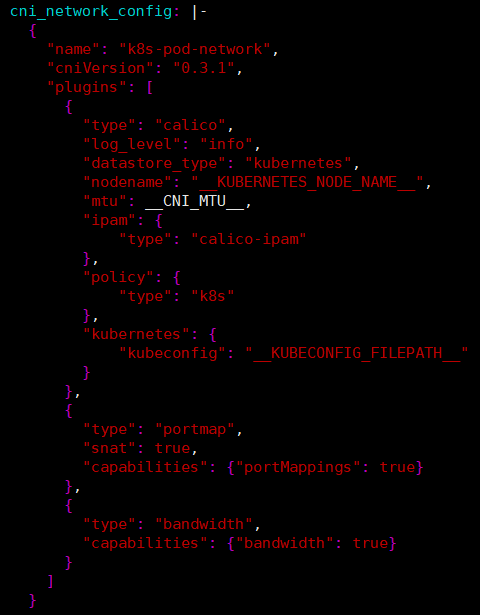 cni_network_config: |-
  {
    "name": "k8s-pod-network",
    "cniVersion": "0.3.1",
    "plugins": [
      {
        "type": "calico",
        "log_level": "info",
        "datastore_type": "kubernetes",
        "nodename": "__KUBERNETES_NODE_NAME__",
        "mtu": __CNI_MTU__,
        "ipam": {
            "type": "calico-ipam"
        },
        "policy": {
            "type": "k8s"
        },
        "kubernetes": {
            "kubeconfig": "__KUBECONFIG_FILEPATH__"
        }
      },
      {
        "type": "portmap",
        "snat": true,
        "capabilities": {"portMappings": true}
      },
      {
        "type": "bandwidth",
        "capabilities": {"bandwidth": true}
      }
    ]
  }